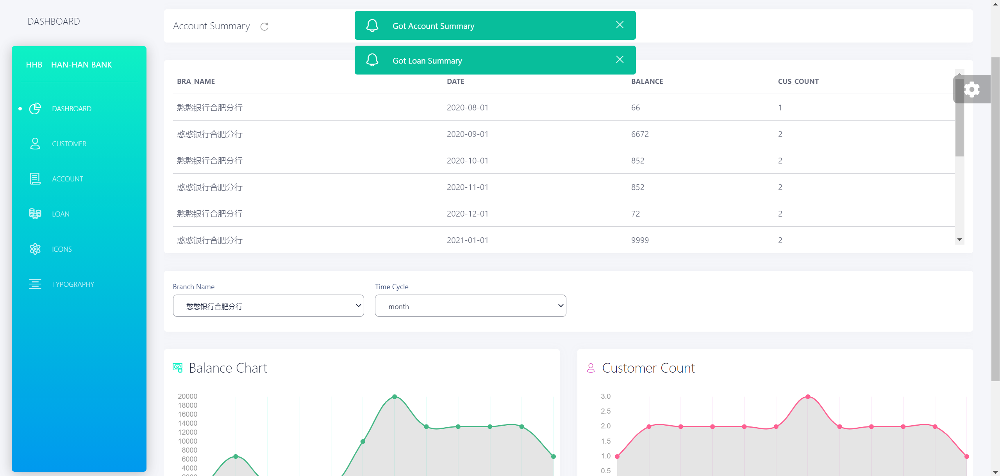 DASHBOARD
HHB HAN-HAN BANK
DASHBOARD
CUSTOMER
ACCOUNT
LOAN
ICONS
TYPOGRAPHY
Account Summary
Got Account Summary
Got Loan Summary
BRA_NAME DATE BALANCE CUS_COUNT
憨憨银行合肥分行 2020-08-01 66 1
憨憨银行合肥分行 2020-09-01 6672 2
憨憨银行合肥分行 2020-10-01 852 2
憨憨银行合肥分行 2020-11-01 852 2
憨憨银行合肥分行 2020-12-01 72 2
憨憨银行合肥分行 2021-01-01 9999 2
Branch Name Time Cycle
憨憨银行合肥分行 month
Balance Chart
20000
18000
16000
14000
12000
10000
8000
6000
4000
Customer Count
3.0
2.5
2.0
1.5
1.0
0.5